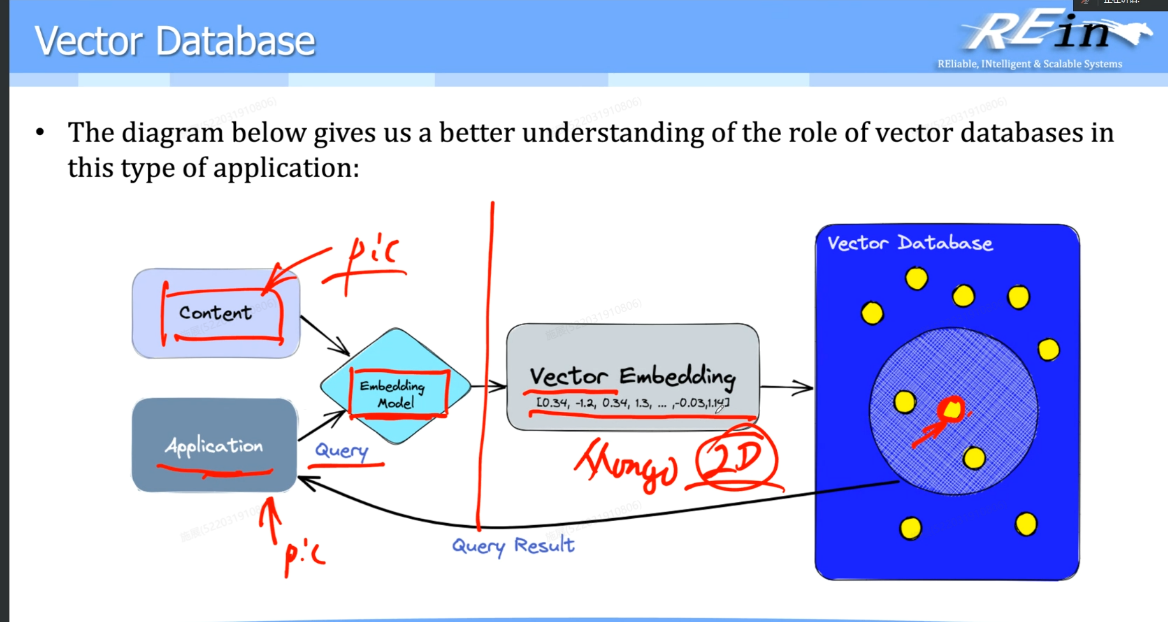 Vector Database
REin
REliable, INtelligent & Scalable Systems
• The diagram below gives us a better understanding of the role of vector databases in
this type of application:
pic
Content
Embedding
Model
Vector Embedding
[0.34, -1.2, 0.34, 1.3, ... ,-0.03,1.14]
Vector Database
Application
Query
Mongo 2D
pic
Query Result